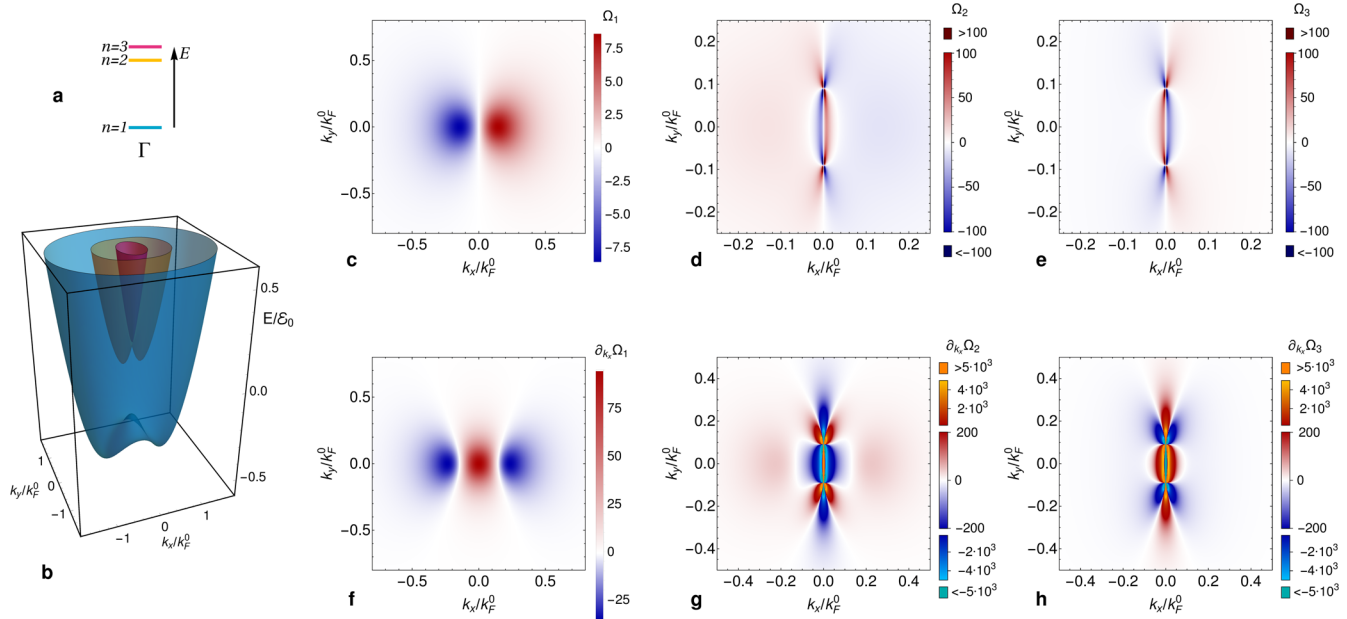 n=3
n=2
E
a
n=1
Γ
0.5
E/ℰ₀
0.0
−0.5
1
0
−1
k_y/k_F^0
−1
0
1
k_x/k_F^0
b
Ω₁
0.5
0.0
−0.5
k_y/k_F^0
−0.5 0.0 0.5
k_x/k_F^0
7.5
5.0
2.5
0
−2.5
−5.0
−7.5
c
Ω₂
>100
100
50
0
−50
−100
<−100
0.2
0.1
0.0
−0.1
−0.2
k_y/k_F^0
−0.2 −0.1 0.0 0.1 0.2
k_x/k_F^0
d
Ω₃
>100
100
50
0
−50
−100
<−100
0.2
0.1
0.0
−0.1
−0.2
k_y/k_F^0
−0.2 −0.1 0.0 0.1 0.2
k_x/k_F^0
e
∂_{k_x}Ω₁
75
50
25
0
−25
0.5
0.0
−0.5
k_y/k_F^0
−0.5 0.0 0.5
k_x/k_F^0
f
∂_{k_x}Ω₂
>5·10³
4·10³
2·10³
200
0
−200
−2·10³
−4·10³
<−5·10³
0.4
0.2
0.0
−0.2
−0.4
k_y/k_F^0
−0.4 −0.2 0.0 0.2 0.4
k_x/k_F^0
g
∂_{k_x}Ω₃
>5·10³
4·10³
2·10³
200
0
−200
−2·10³
−4·10³
<−5·10³
0.4
0.2
0.0
−0.2
−0.4
k_y/k_F^0
−0.4 −0.2 0.0 0.2 0.4
k_x/k_F^0
h